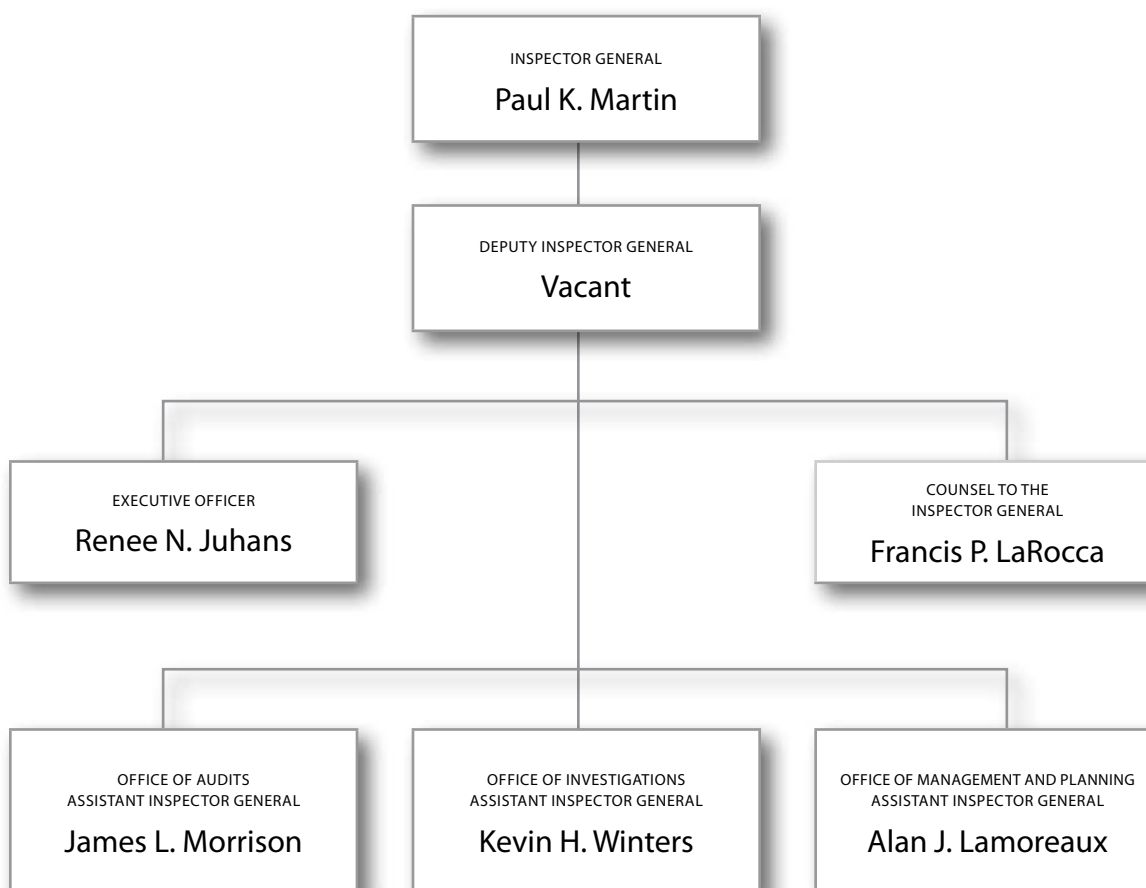 INSPECTOR GENERAL
Paul K. Martin
DEPUTY INSPECTOR GENERAL
Vacant
EXECUTIVE OFFICER
Renee N. Juhans
COUNSEL TO THE
INSPECTOR GENERAL
Francis P. LaRocca
OFFICE OF AUDITS
ASSISTANT INSPECTOR GENERAL
James L. Morrison
OFFICE OF INVESTIGATIONS
ASSISTANT INSPECTOR GENERAL
Kevin H. Winters
OFFICE OF MANAGEMENT AND PLANNING
ASSISTANT INSPECTOR GENERAL
Alan J. Lamoreaux